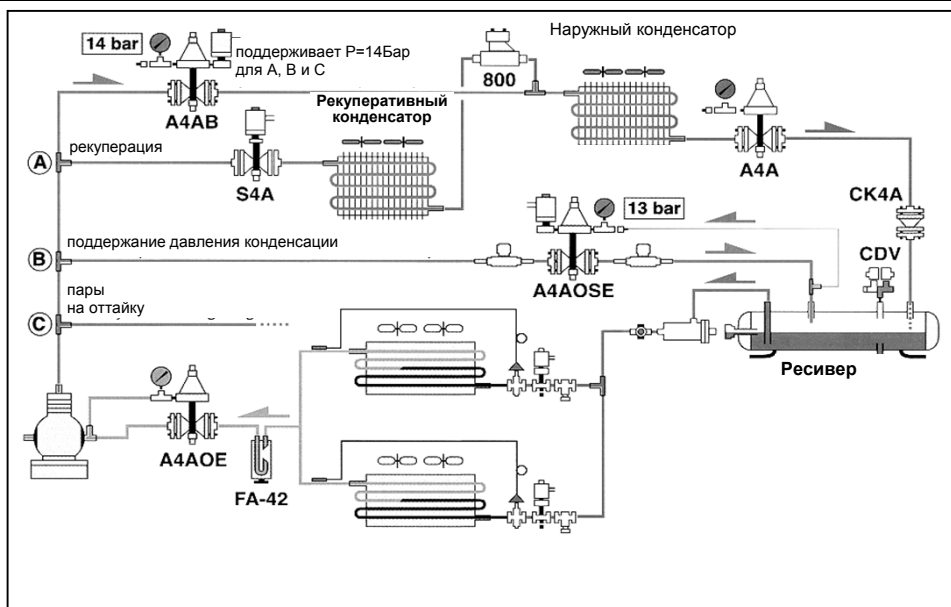 14 bar
поддерживает P=14Бар
для А, В и С
Наружный конденсатор
800
A4AB
Рекуперативный
конденсатор
A
рекуперация
S4A
A4A
CK4A
13 bar
CDV
B
поддержание давления конденсации
A4AOSE
пары
на оттайку
C
Ресивер
A4AOE
FA-42